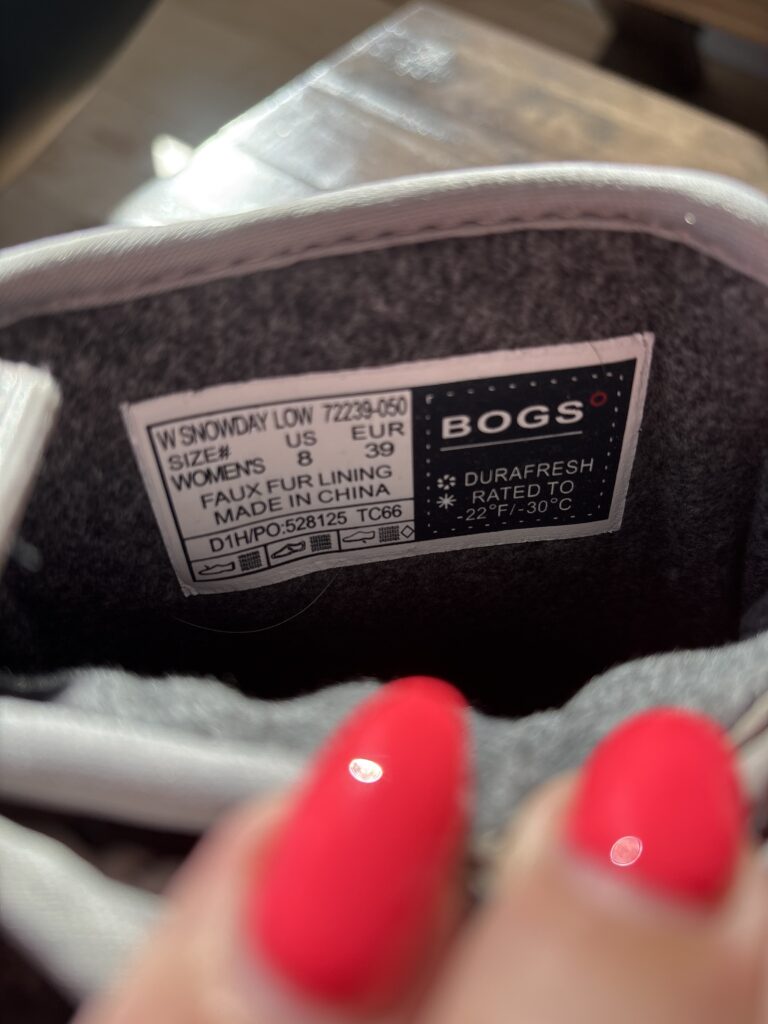 W SNOWDAY LOW 72239-050
SIZE# US EUR
WOMEN'S 8 39
FAUX FUR LINING
MADE IN CHINA
D1H/PO:528125 TC66
BOGS
DURAFRESH
RATED TO
-22°F/-30°C